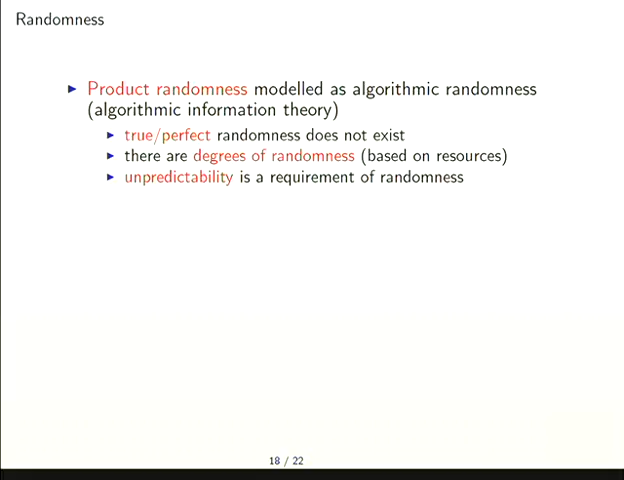 Randomness
Product randomness modelled as algorithmic randomness
(algorithmic information theory)
true/perfect randomness does not exist
there are degrees of randomness (based on resources)
unpredictability is a requirement of randomness
18 / 22